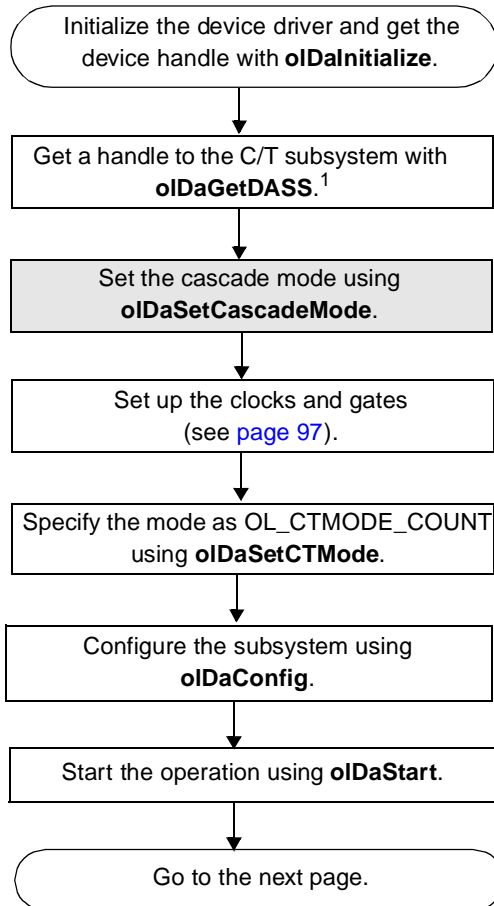 Initialize the device driver and get the
device handle with olDaInitialize.
Get a handle to the C/T subsystem with
olDaGetDASS.1
Set the cascade mode using
olDaSetCascadeMode.
Set up the clocks and gates
(see page 97).
Specify the mode as OL_CTMODE_COUNT
using olDaSetCTMode.
Configure the subsystem using
olDaConfig.
Start the operation using olDaStart.
Go to the next page.